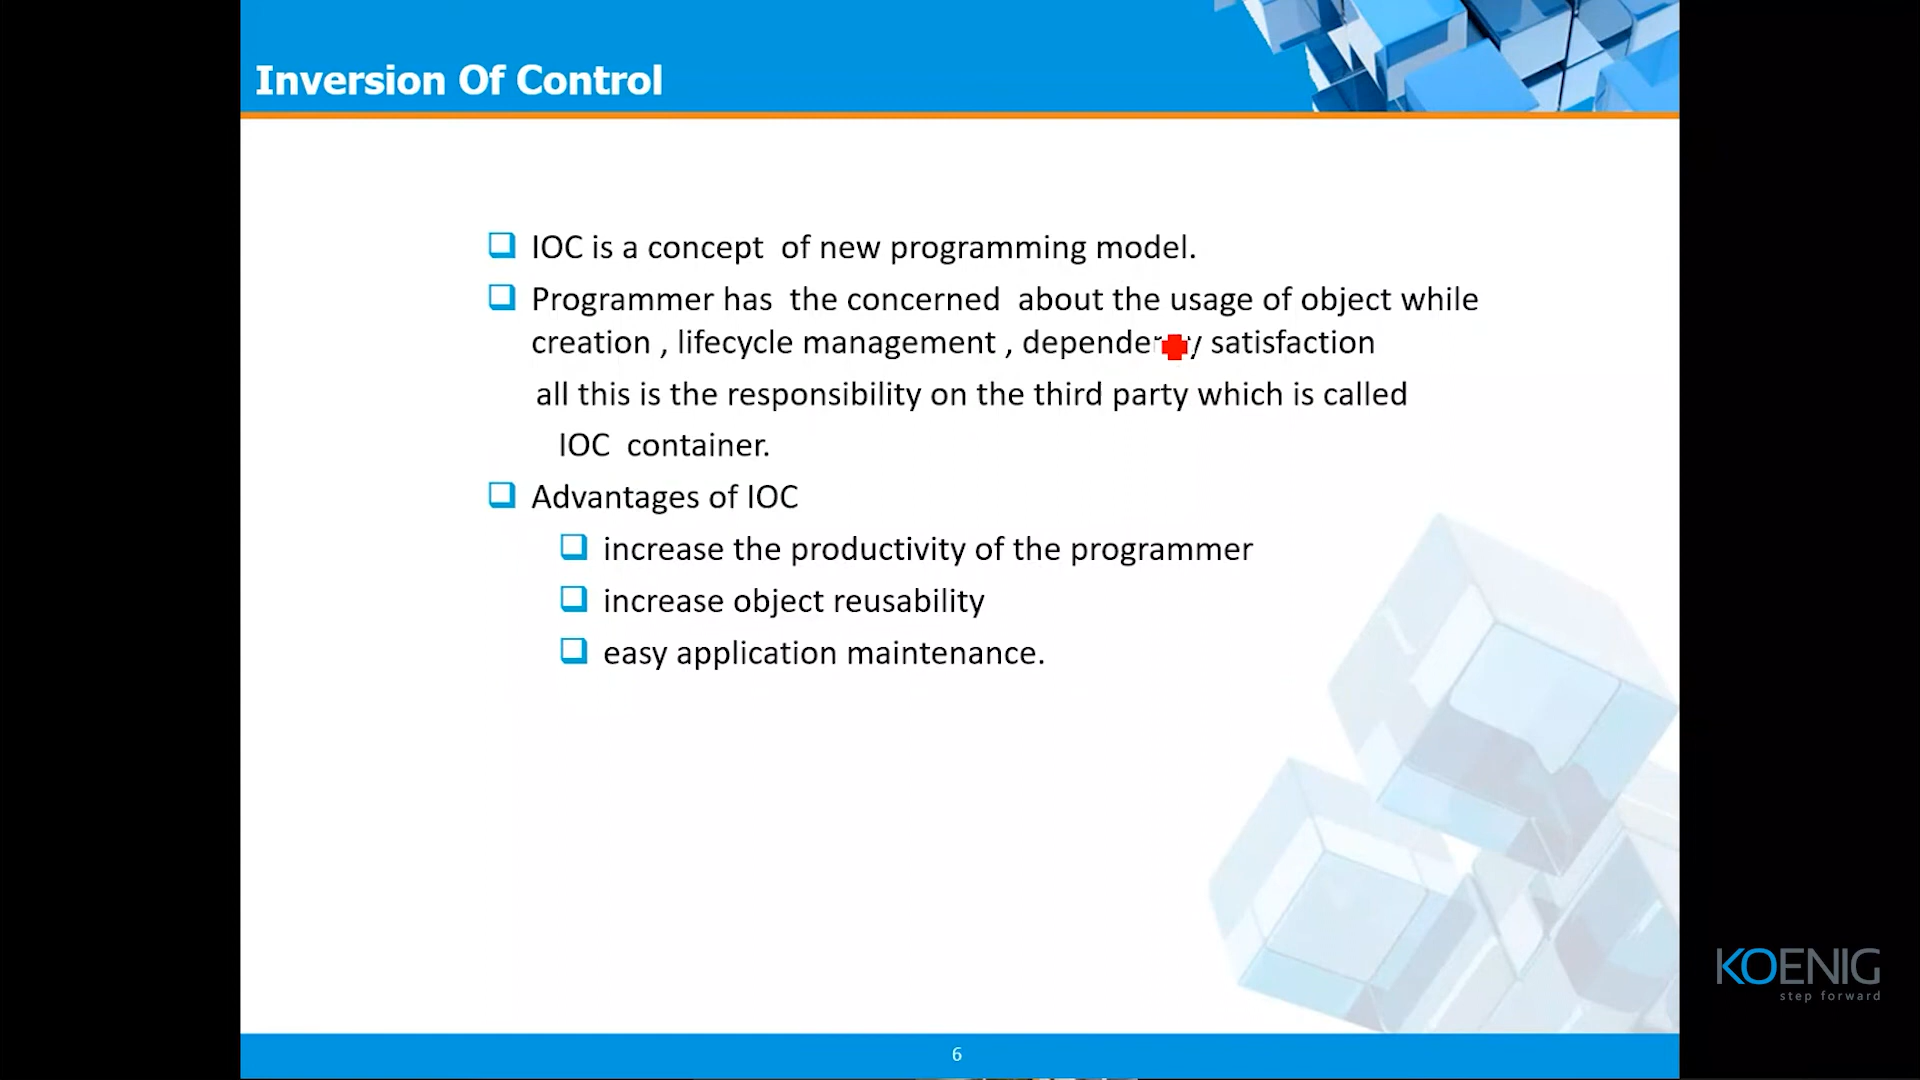 Inversion Of Control
IOC is a concept of new programming model.
Programmer has the concerned about the usage of object while
creation , lifecycle management , satisfaction
all this is the responsibility on the third party which is called
IOC container.
Advantages of IOC
increase the productivity of the programmer
increase object reusability
easy application maintenance.
KOENIG
step forward
6